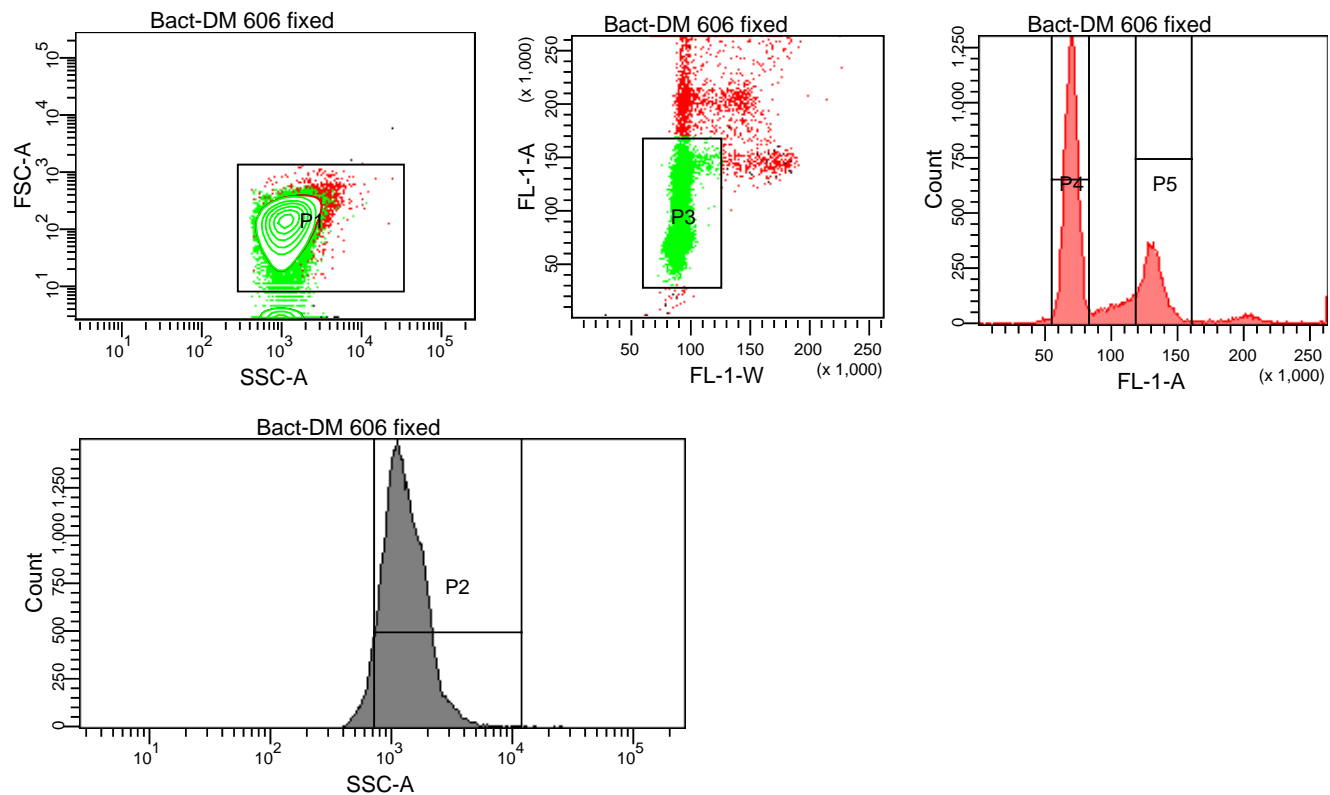 Bact-DM 606 fixed
FSC-A
10^5
10^4
10^3
10^2
10^1
P1
10^1 10^2 10^3 10^4 10^5
SSC-A
Bact-DM 606 fixed
(x 1,000)
FL-1-A
250
200
150
100
50
P3
50 100 150 200 250
FL-1-W (x 1,000)
Bact-DM 606 fixed
Count
1,250
1,000
750
500
250
0
P4 P5
50 100 150 200 250
FL-1-A (x 1,000)
Bact-DM 606 fixed
Count
1,250
1,000
750
500
250
0
P2
10^1 10^2 10^3 10^4 10^5
SSC-A